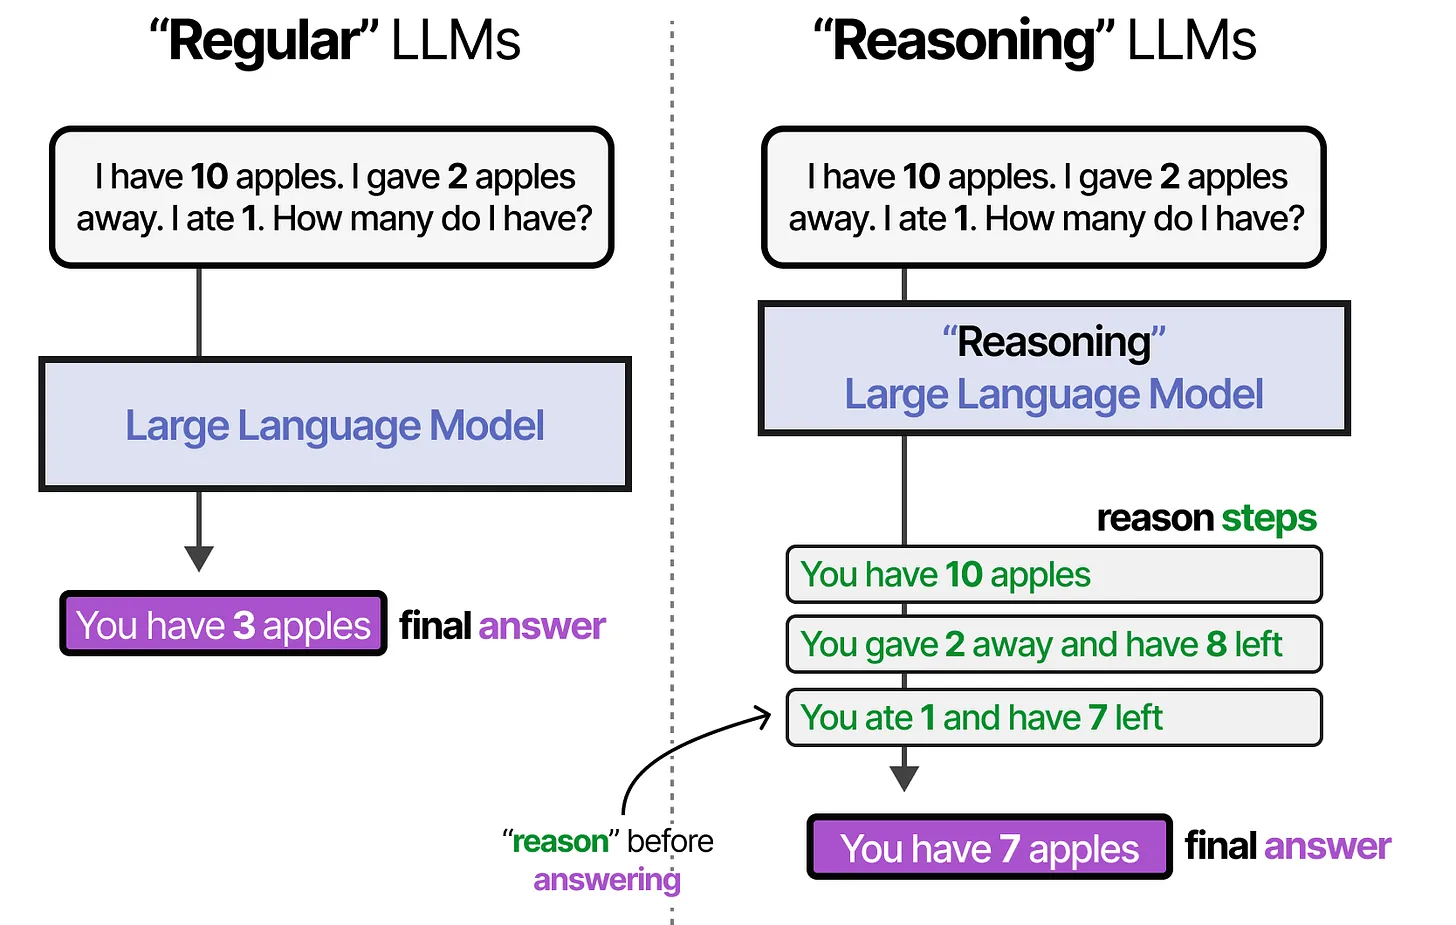 “Regular” LLMs
I have 10 apples. I gave 2 apples
away. I ate 1. How many do I have?
Large Language Model
You have 3 apples
final answer
“Reasoning” LLMs
I have 10 apples. I gave 2 apples
away. I ate 1. How many do I have?
“Reasoning”
Large Language Model
reason steps
You have 10 apples
You gave 2 away and have 8 left
You ate 1 and have 7 left
“reason” before
answering
You have 7 apples
final answer